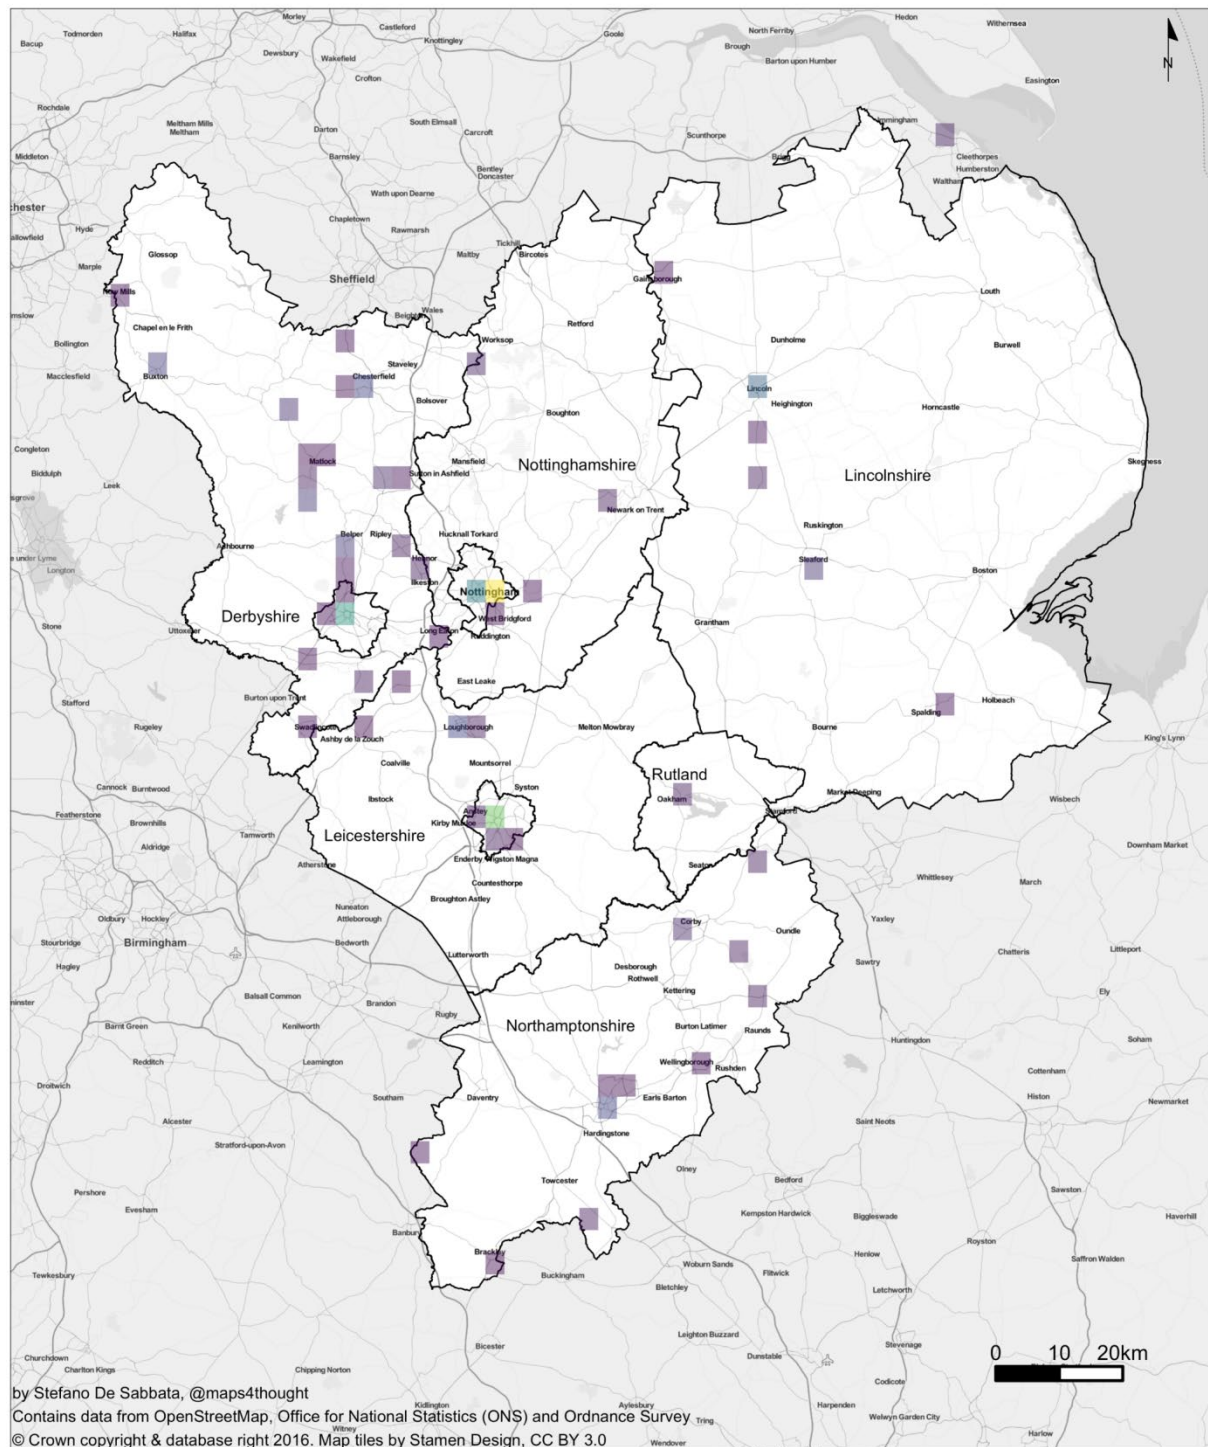 Morley
Castleford
Goole
Hedon
Withernsea
Todmorden
Halifax
Knottingley
North Ferriby
Bacup
Dewsbury
Wakefield
Brough
Barton upon Humber
Crofton
Easington
N
Rochdale
South Elmsall
Meltham Mills
Meltham
Darton
Carcroft
Scunthorpe
Immingham
Middleton
Barnsley
Brigg
Cleethorpes
Humberston
Bentley
Doncaster
Waltham
Wath upon Dearne
chester
Chapletown
Rawmarsh
Hyde
Tickhill
Glossop
Maltby
Bircotes
Marple
Sheffield
Gainsborough
New Mills
Louth
Beighton
Wales
Chapel en le Frith
Retford
Bollington
Worksop
Dunholme
Burwell
Staveley
Macclesfield
Buxton
Chesterfield
Lincoln
Bolsover
Heighington
Boughton
Horncastle
Congleton
Matlock
Mansfield
Nottinghamshire
Skegness
Biddulph
Sutton in Ashfield
Lincolnshire
Leek
Newark on Trent
Ruskington
Belper
Ripley
Hucknall Torkard
Ashbourne
Sleaford
Boston
Longton
Heanor
Ilkeston
Nottingham
Derbyshire
West Bridgford
Grantham
Stone
Uttoxeter
Long Eaton
Ruddington
East Leake
Burton upon Trent
Stafford
Holbeach
Spalding
Rugeley
Swadlincote
Loughborough
Melton Mowbray
Bourne
Ashby de la Zouch
King's Lynn
Coalville
Mountsorrel
Rutland
Cannock
Burntwood
Syston
Market Deeping
Ibstock
Oakham
Wisbech
Featherstone
Anstey
Stamford
Brownhills
Kirby Muxloe
Tamworth
Leicestershire
Aldridge
Downham Market
Atherstone
Enderby
Wigston Magna
Seaton
Whittlesey
March
Countesthorpe
Broughton Astley
Nuneaton
Oldbury
Hockley
Attleborough
Corby
Yaxley
Stourbridge
Birmingham
Bedworth
Oundle
Chatteris
Littleport
Hagley
Lutterworth
Sawtry
Desborough
Rothwell
Kettering
Ely
Balsall Common
Brandon
Rugby
Barnt Green
Kenilworth
Northamptonshire
Burton Latimer
Raunds
Huntingdon
Soham
Redditch
Leamington
Wellingborough
Rushden
Cottenham
Droitwich
Southam
Daventry
Earls Barton
Histon
Newmarket
Alcester
Saint Neots
Hardingstone
Stratford-upon-Avon
Olney
Bedford
Pershore
Towcester
Sawston
Evesham
Kempston Hardwick
Biggleswade
Haverhill
Banbury
Royston
Brackley
Henlow
Saffron Walden
Tewkesbury
Buckingham
Woburn Sands
Flitwick
Bletchley
Letchworth
Leighton Buzzard
Bicester
Stevenage
Churchdown
Dunstable
0 10 20km
Charlton Kings
Chipping Norton
Codicote
by Stefano De Sabbata, @maps4thought
Kidlington
Aylesbury
Harpenden
Harlow
Contains data from OpenStreetMap, Office for National Statistics (ONS) and Ordnance Survey
Tring
Welwyn Garden City
Witney
© Crown copyright & database right 2016. Map tiles by Stamen Design, CC BY 3.0
Wendover